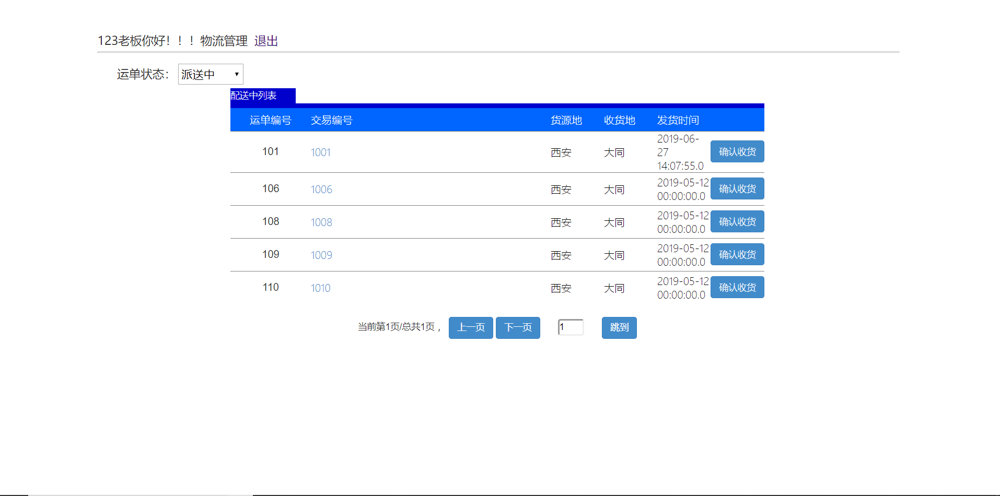 123老板你好！！！物流管理 退出
运单状态： 派送中
配送中列表
运单编号 交易编号 货源地 收货地 发货时间
101 1001 西安 大同 2019-06-27 14:07:55.0 确认收货
106 1006 西安 大同 2019-05-12 00:00:00.0 确认收货
108 1008 西安 大同 2019-05-12 00:00:00.0 确认收货
109 1009 西安 大同 2019-05-12 00:00:00.0 确认收货
110 1010 西安 大同 2019-05-12 00:00:00.0 确认收货
当前第1页/总共1页， 上一页 下一页 1 跳到